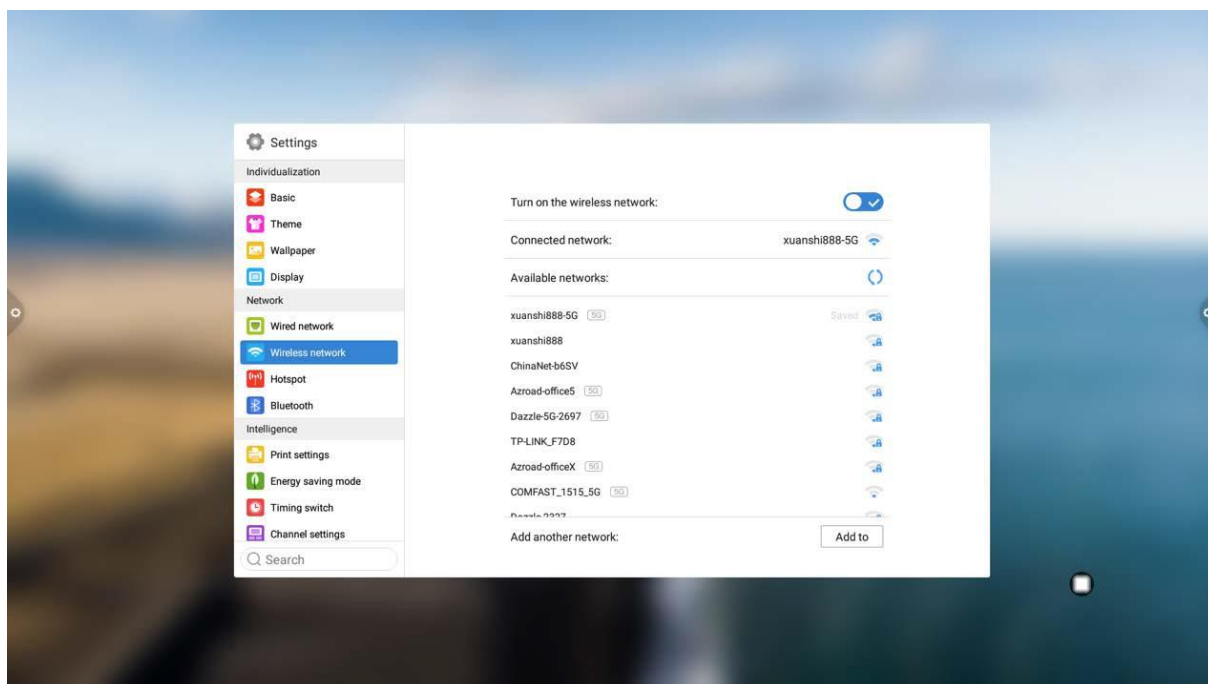 Settings
Individualization
Basic
Theme
Wallpaper
Display
Network
Wired network
Wireless network
Hotspot
Bluetooth
Intelligence
Print settings
Energy saving mode
Timing switch
Channel settings
Search
Turn on the wireless network:
Connected network: xuanshi888-5G
Available networks:
xuanshi888-5G 5G Saved
xuanshi888
ChinaNet-b6SV
Azroad-office5 5G
Dazzle-5G-2697 5G
TP-LINK_F7D8
Azroad-officeX 5G
COMFAST_1515_5G 5G
Add another network: Add to